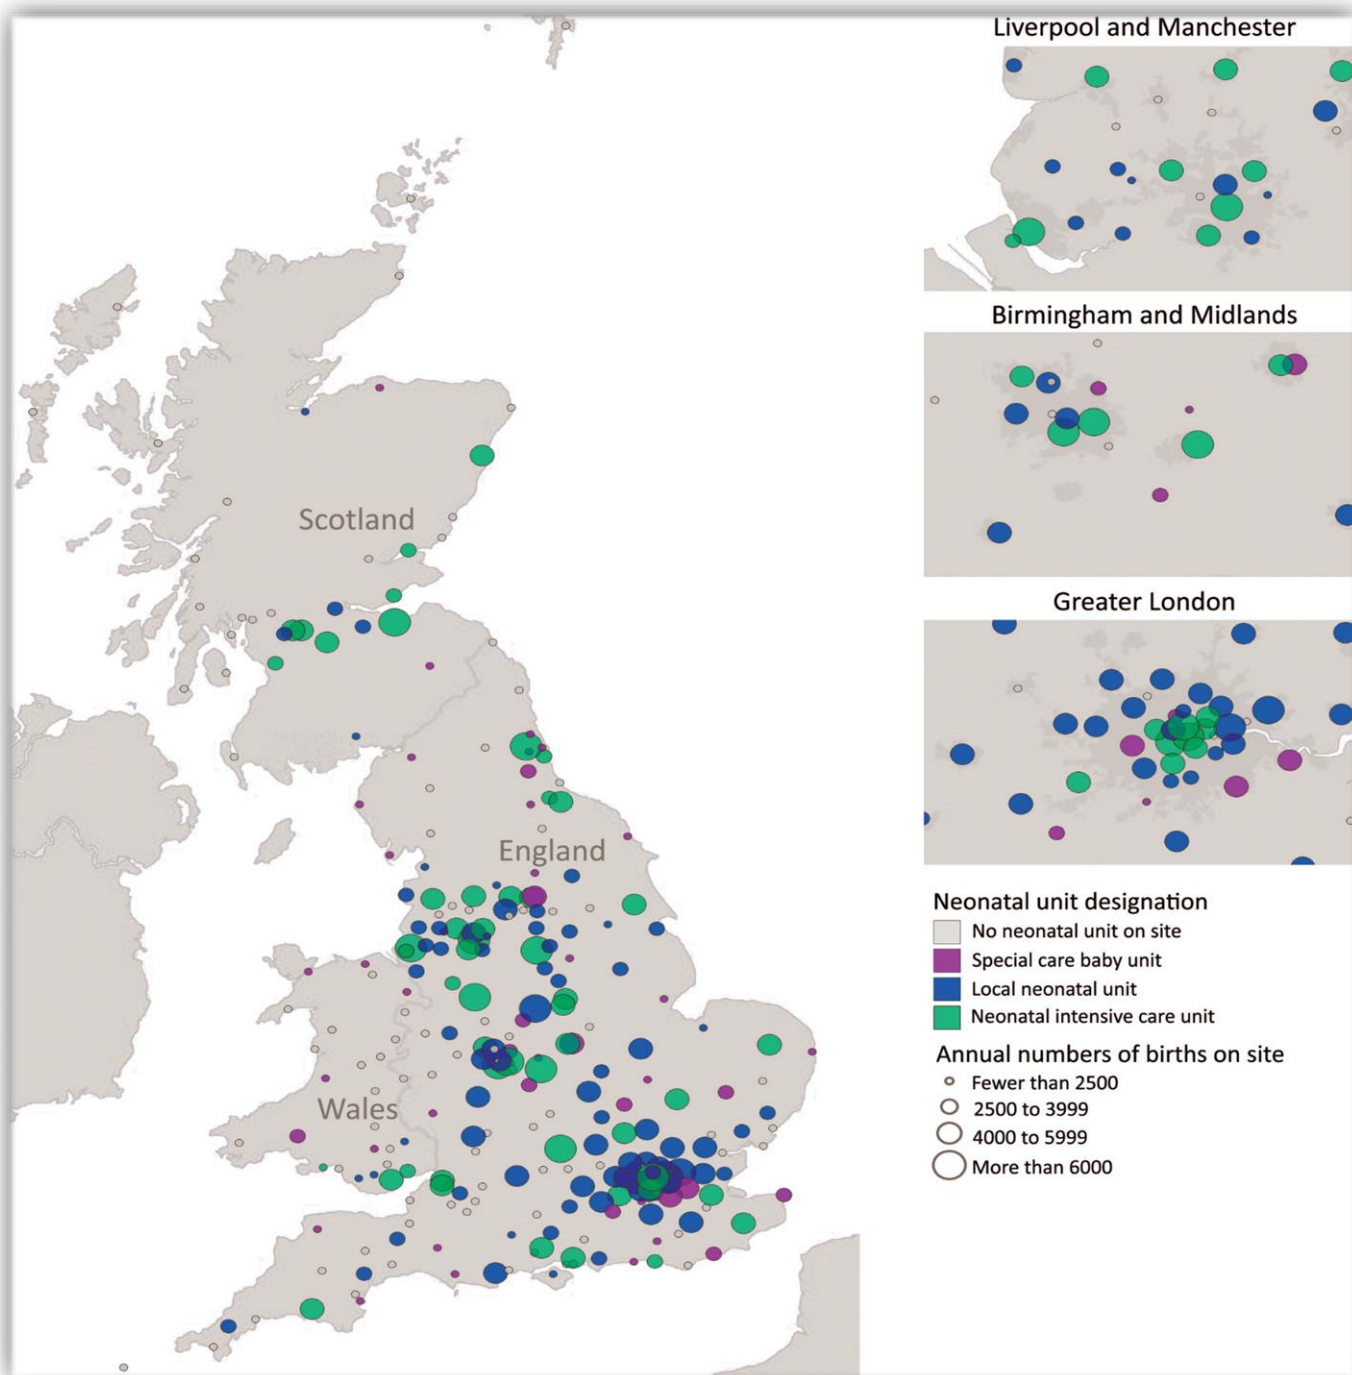 Liverpool and Manchester
Birmingham and Midlands
Greater London
Scotland
England
Wales
Neonatal unit designation
No neonatal unit on site
Special care baby unit
Local neonatal unit
Neonatal intensive care unit
Annual numbers of births on site
Fewer than 2500
2500 to 3999
4000 to 5999
More than 6000